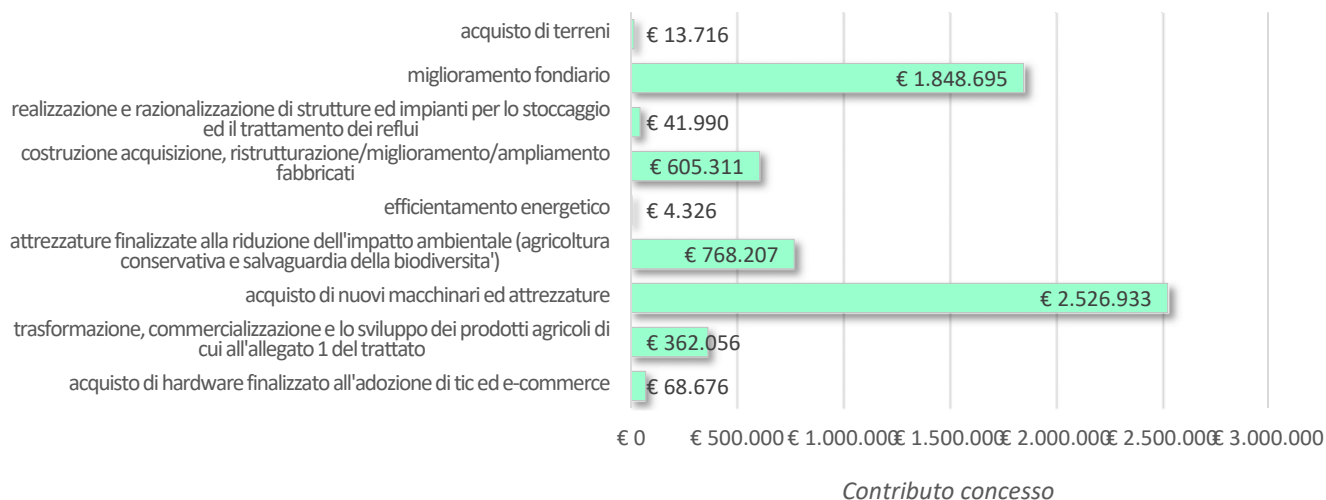 acquisto di terreni
€ 13.716
miglioramento fondiario
€ 1.848.695
realizzazione e razionalizzazione di strutture ed impianti per lo stoccaggio
ed il trattamento dei reflui
€ 41.990
costruzione acquisizione, ristrutturazione/miglioramento/ampliamento
fabbricati
€ 605.311
efficientamento energetico
€ 4.326
attrezzature finalizzate alla riduzione dell'impatto ambientale (agricoltura
conservativa e salvaguardia della biodiversita')
€ 768.207
acquisto di nuovi macchinari ed attrezzature
€ 2.526.933
trasformazione, commercializzazione e lo sviluppo dei prodotti agricoli di
cui all'allegato 1 del trattato
€ 362.056
acquisto di hardware finalizzato all'adozione di tic ed e-commerce
€ 68.676
€ 0 € 500.000 € 1.000.000 € 1.500.000 € 2.000.000 € 2.500.000 € 3.000.000
Contributo concesso